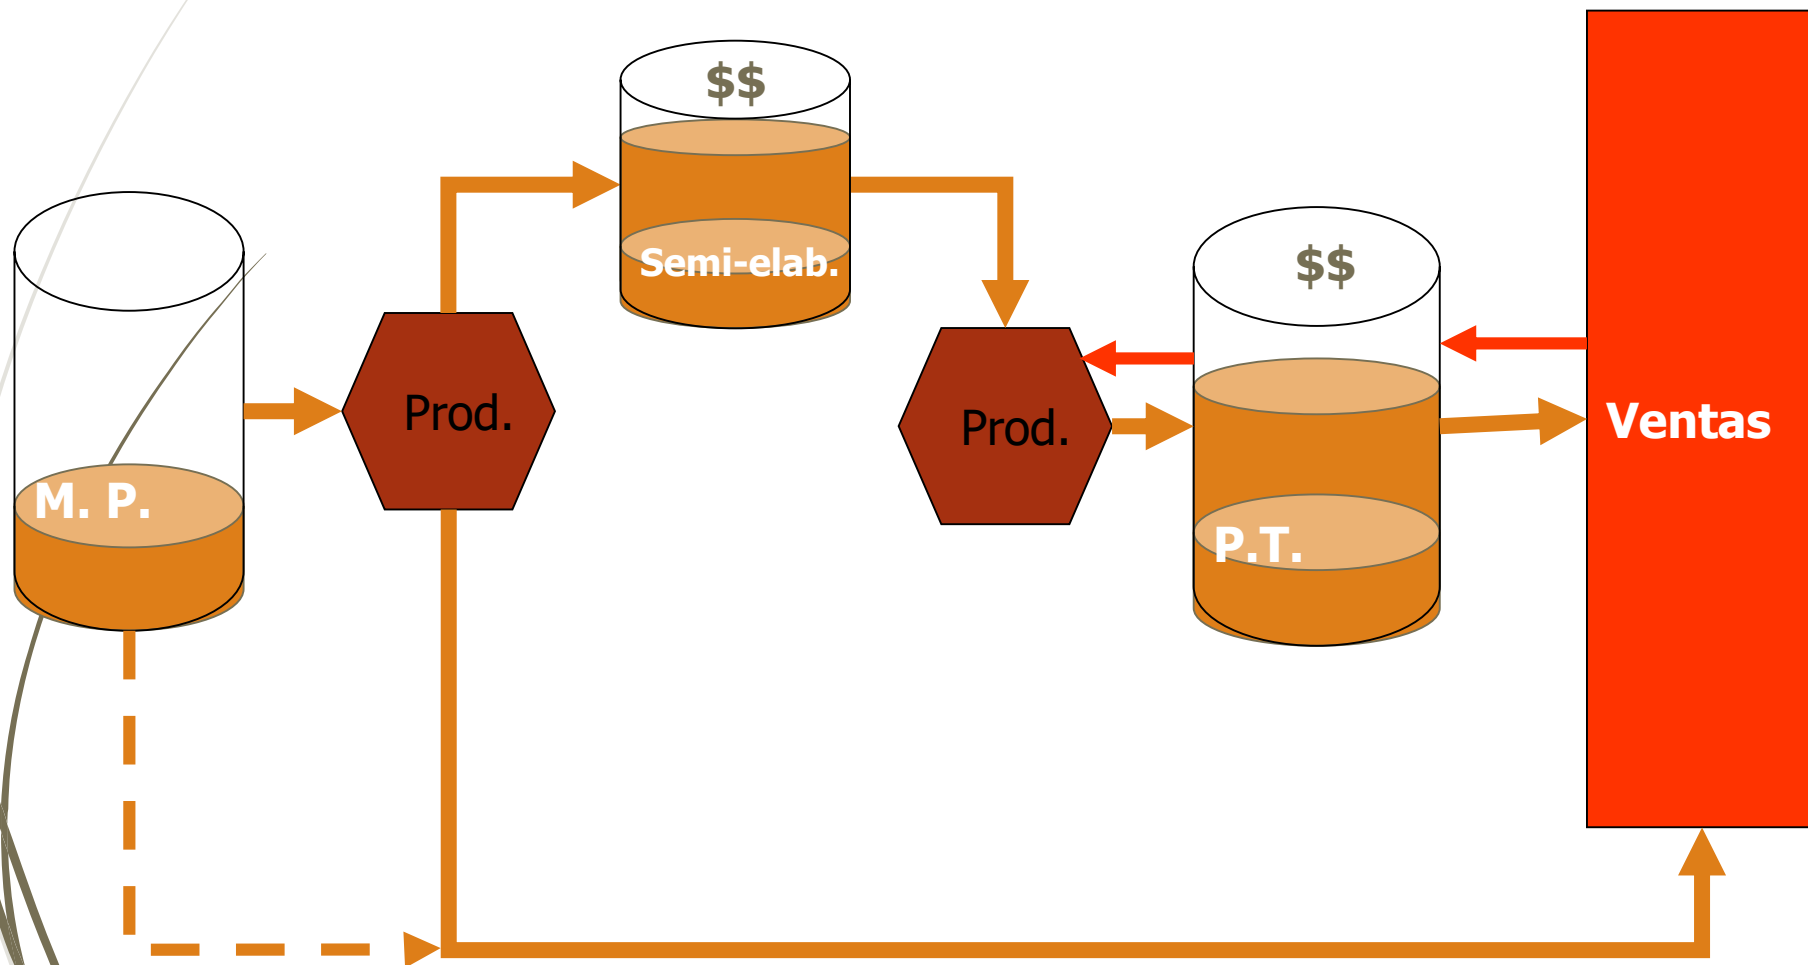 $$
Semi-elab.
$$
M. P.
Prod.
Prod.
P.T.
Ventas